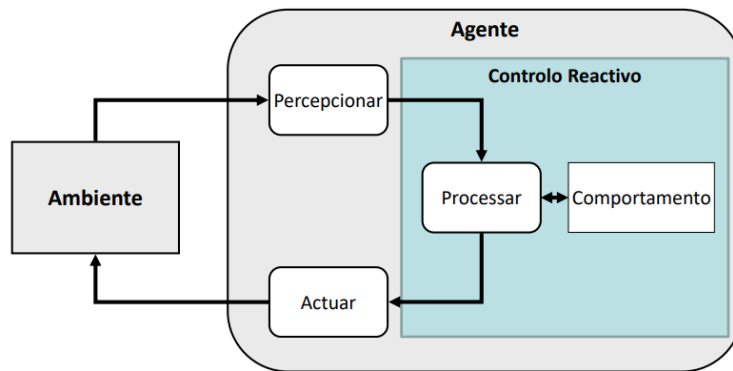 Agente
Controlo Reactivo
Percepcionar
Ambiente
Processar
Comportamento
Actuar